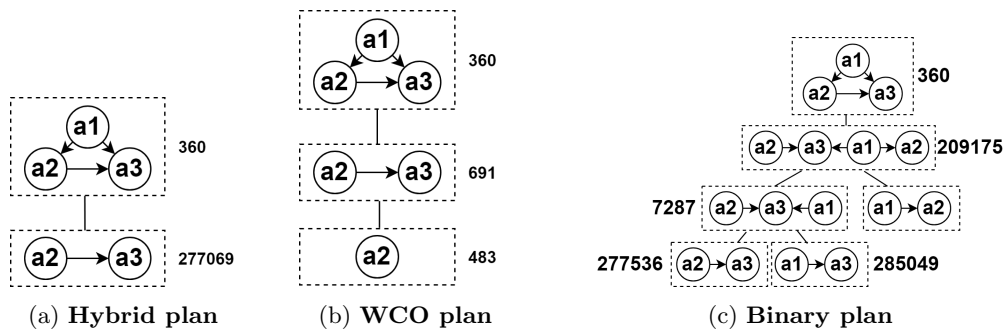 a1
a2 a3
360
a2 a3
277069
(a) Hybrid plan
a1
a2 a3
360
a2 a3
691
a2
483
(b) WCO plan
a1
a2 a3
360
a2 a3 a1 a2
209175
7287
a2 a3 a1
a1 a2
277536
a2 a3
a1 a3
285049
(c) Binary plan